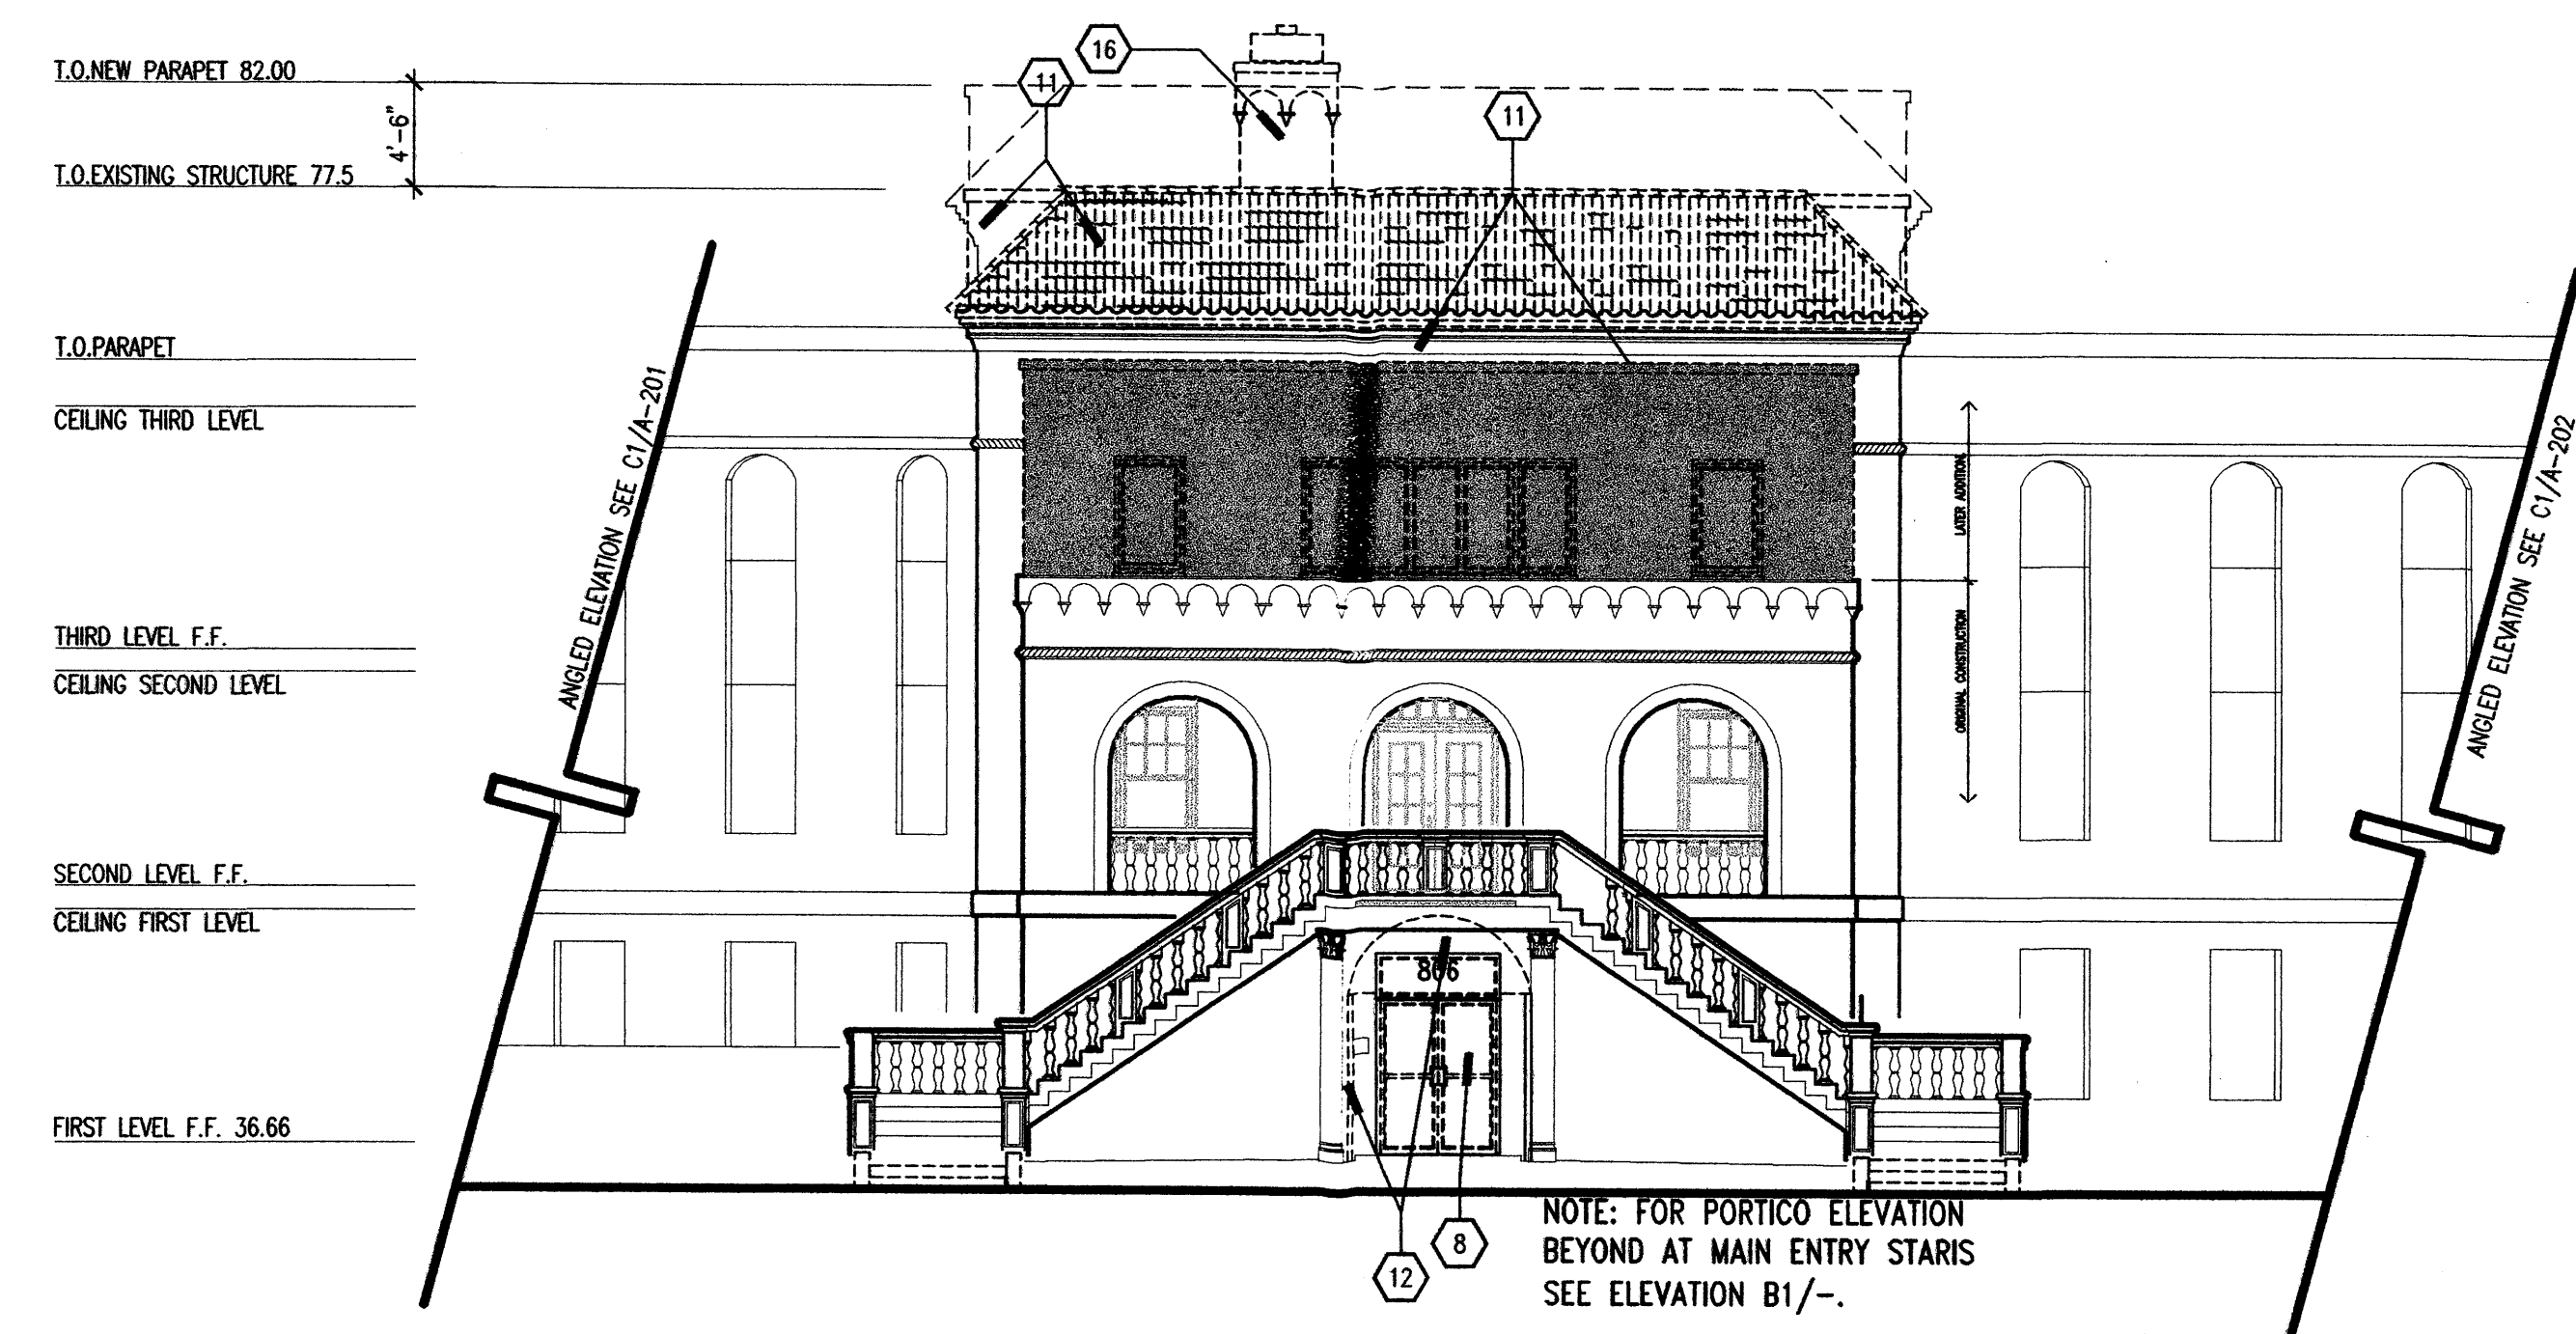 T.O.NEW PARAPET 82.00
4'-6"
T.O.EXISTING STRUCTURE 77.5
T.O.PARAPET
CEILING THIRD LEVEL
THIRD LEVEL F.F.
CEILING SECOND LEVEL
SECOND LEVEL F.F.
CEILING FIRST LEVEL
FIRST LEVEL F.F. 36.66
ANGLED ELEVATION SEE C1/A-201
11
16
11
LATER ADDITION
ORIGINAL CONSTRUCTION
ANGLED ELEVATION SEE C1/A-202
806
12
8
NOTE: FOR PORTICO ELEVATION
BEYOND AT MAIN ENTRY STARIS
SEE ELEVATION B1/-.